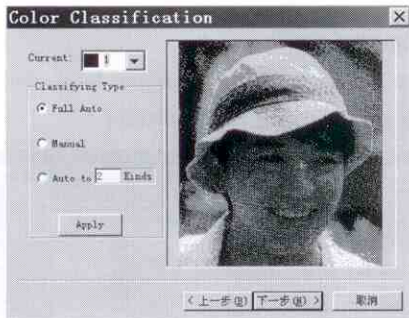 Color Classification
Current: 1
Classifying Type
Full Auto
Manual
Auto to 2 Kinds
Apply
< 上一步(B) 下一步(N) > 取消